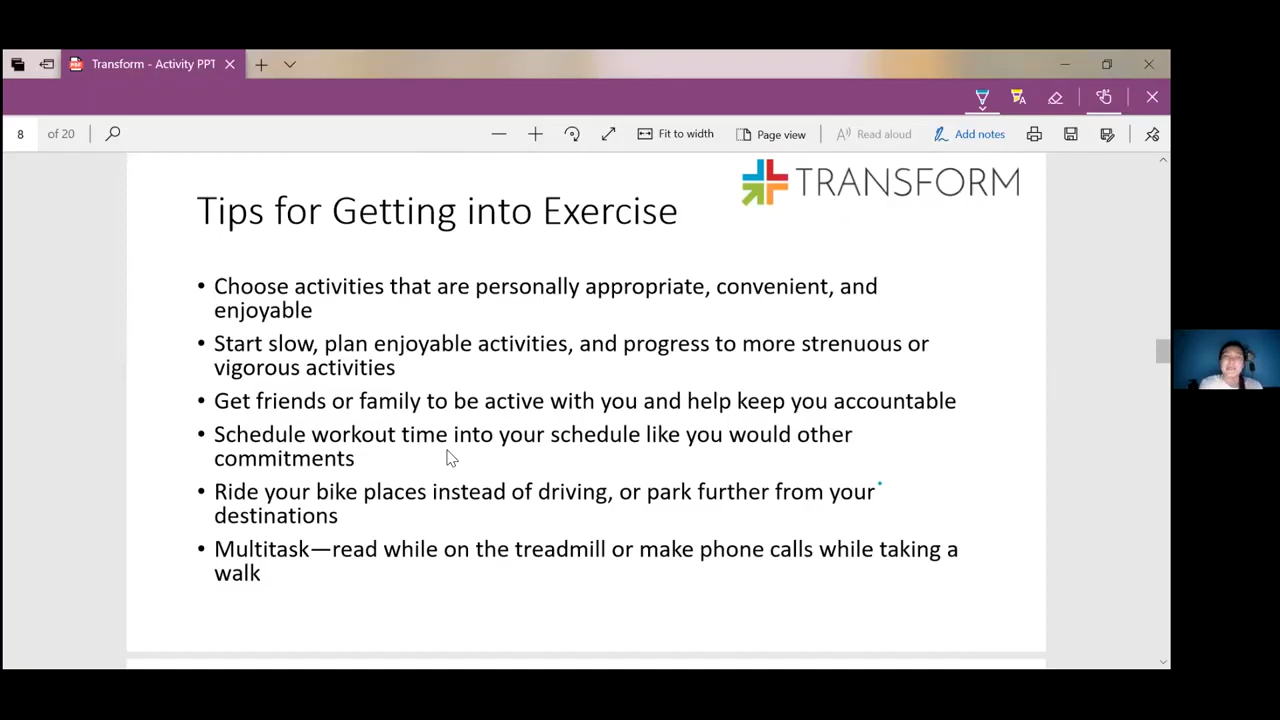 Transform - Activity PPT
8 of 20
Fit to width
Page view
Read aloud
Add notes
TRANSFORM
Tips for Getting into Exercise
• Choose activities that are personally appropriate, convenient, and
enjoyable
• Start slow, plan enjoyable activities, and progress to more strenuous or
vigorous activities
• Get friends or family to be active with you and help keep you accountable
• Schedule workout time into your schedule like you would other
commitments
• Ride your bike places instead of driving, or park further from your
destinations
• Multitask—read while on the treadmill or make phone calls while taking a
walk